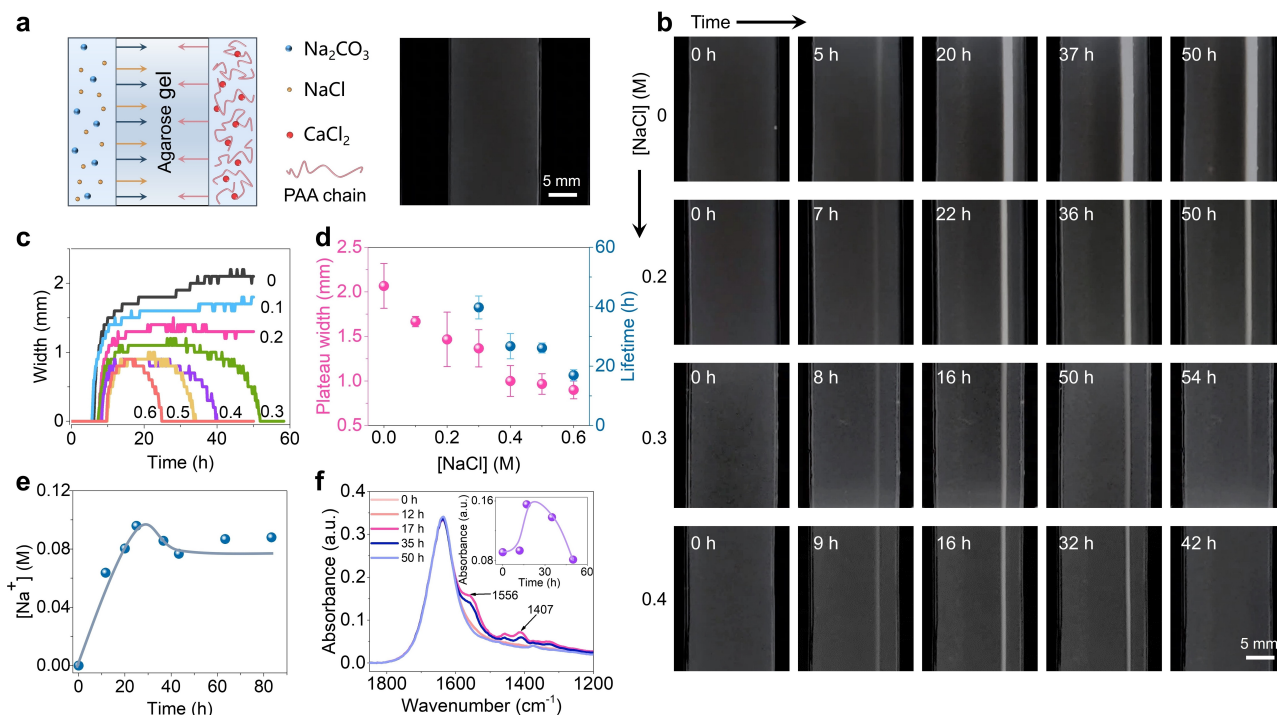 a
Na₂CO₃
NaCl
CaCl₂
PAA chain
Agarose gel
5 mm
b
Time
[NaCl] (M)
0
0 h
5 h
20 h
37 h
50 h
0.2
0 h
7 h
22 h
36 h
50 h
0.3
0 h
8 h
16 h
50 h
54 h
0.4
0 h
9 h
16 h
32 h
42 h
5 mm
c
Width (mm)
2
1
0
0
0.1
0.2
0.6
0.5
0.4
0.3
0 20 40 60
Time (h)
d
Plateau width (mm)
2.5
2.0
1.5
1.0
0.5
Lifetime (h)
60
40
20
0
0.0 0.2 0.4 0.6
[NaCl] (M)
e
[Na⁺] (M)
0.12
0.08
0.04
0.00
0 20 40 60 80
Time (h)
f
Absorbance (a.u.)
0.4
0.3
0.2
0.1
0.0
0 h
12 h
17 h
35 h
50 h
1556
1407
Absorbance (a.u.)
0.16
0.08
0 30 60
Time (h)
1800 1600 1400 1200
Wavenumber (cm⁻¹)